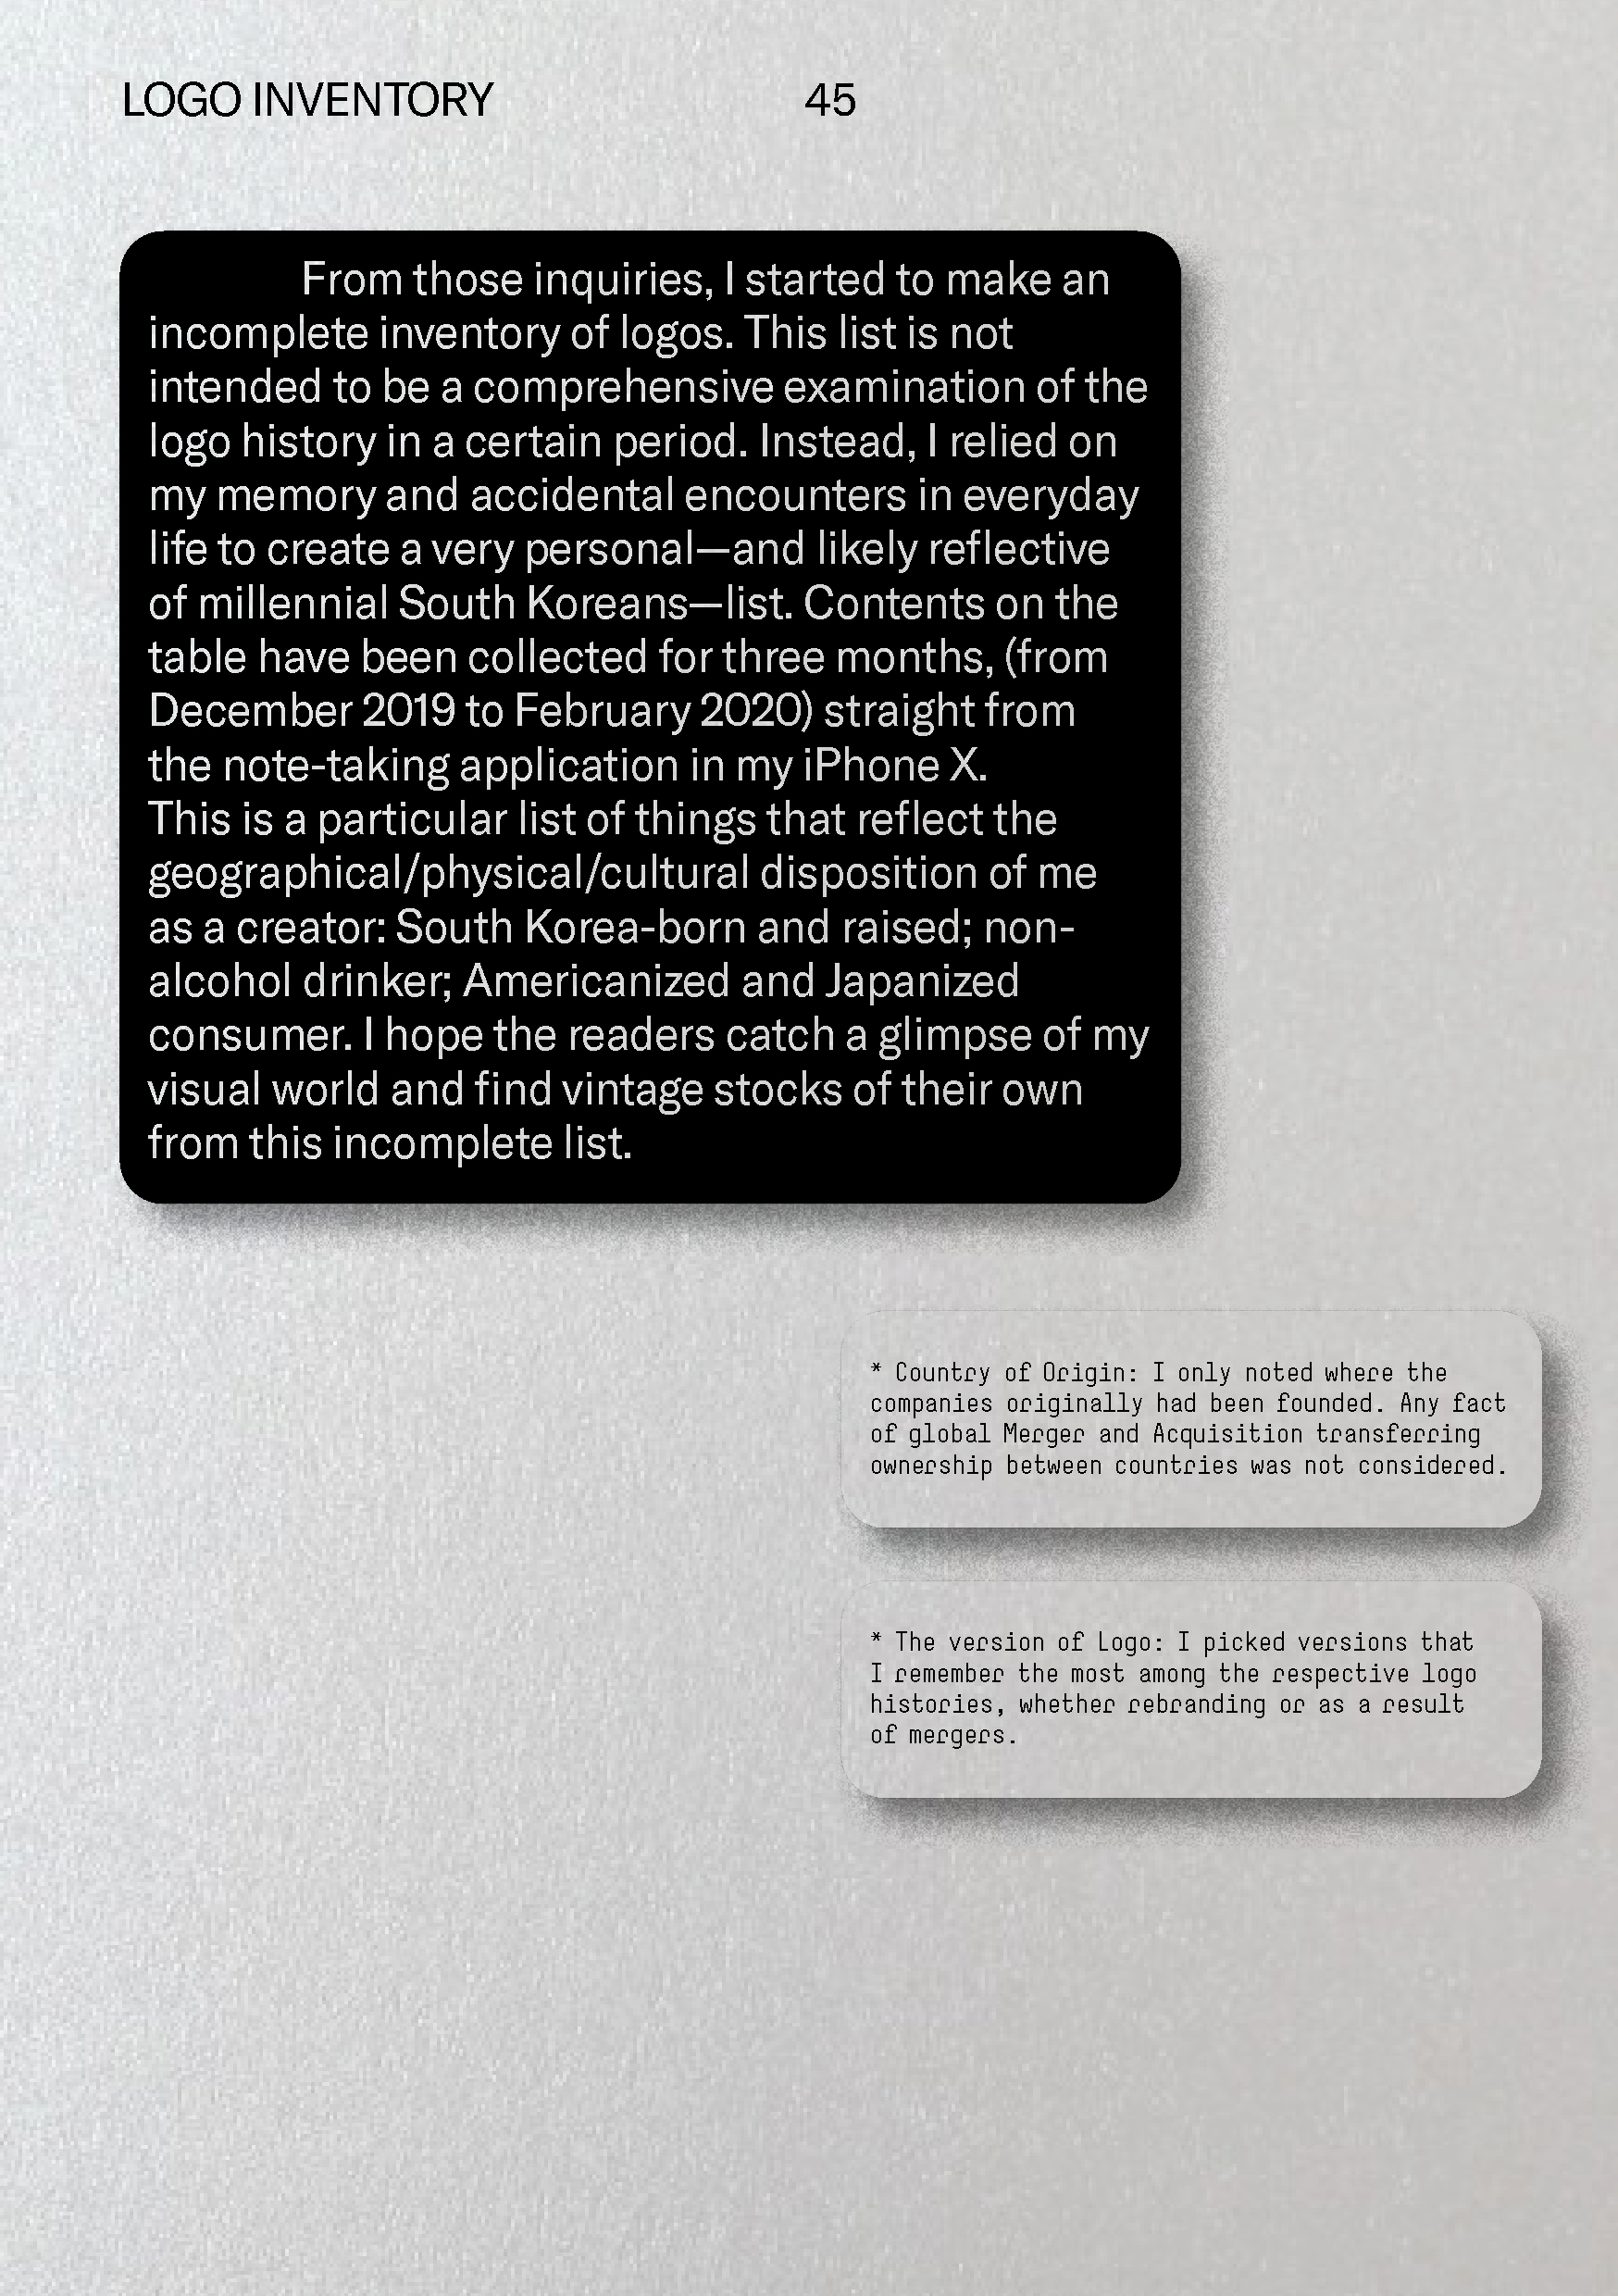 LOGO INVENTORY 45
From those inquiries, I started to make an
incomplete inventory of logos. This list is not
intended to be a comprehensive examination of the
logo history in a certain period. Instead, I relied on
my memory and accidental encounters in everyday
life to create a very personal—and likely reflective
of millennial South Koreans—list. Contents on the
table have been collected for three months, (from
December 2019 to February 2020) straight from
the note-taking application in my iPhone X.
This is a particular list of things that reflect the
geographical/physical/cultural disposition of me
as a creator: South Korea-born and raised; non-
alcohol drinker; Americanized and Japanized
consumer. I hope the readers catch a glimpse of my
visual world and find vintage stocks of their own
from this incomplete list.
* Country of Origin: I only noted where the
companies originally had been founded. Any fact
of global Merger and Acquisition transferring
ownership between countries was not considered.
* The version of Logo: I picked versions that
I remember the most among the respective logo
histories, whether rebranding or as a result
of mergers.